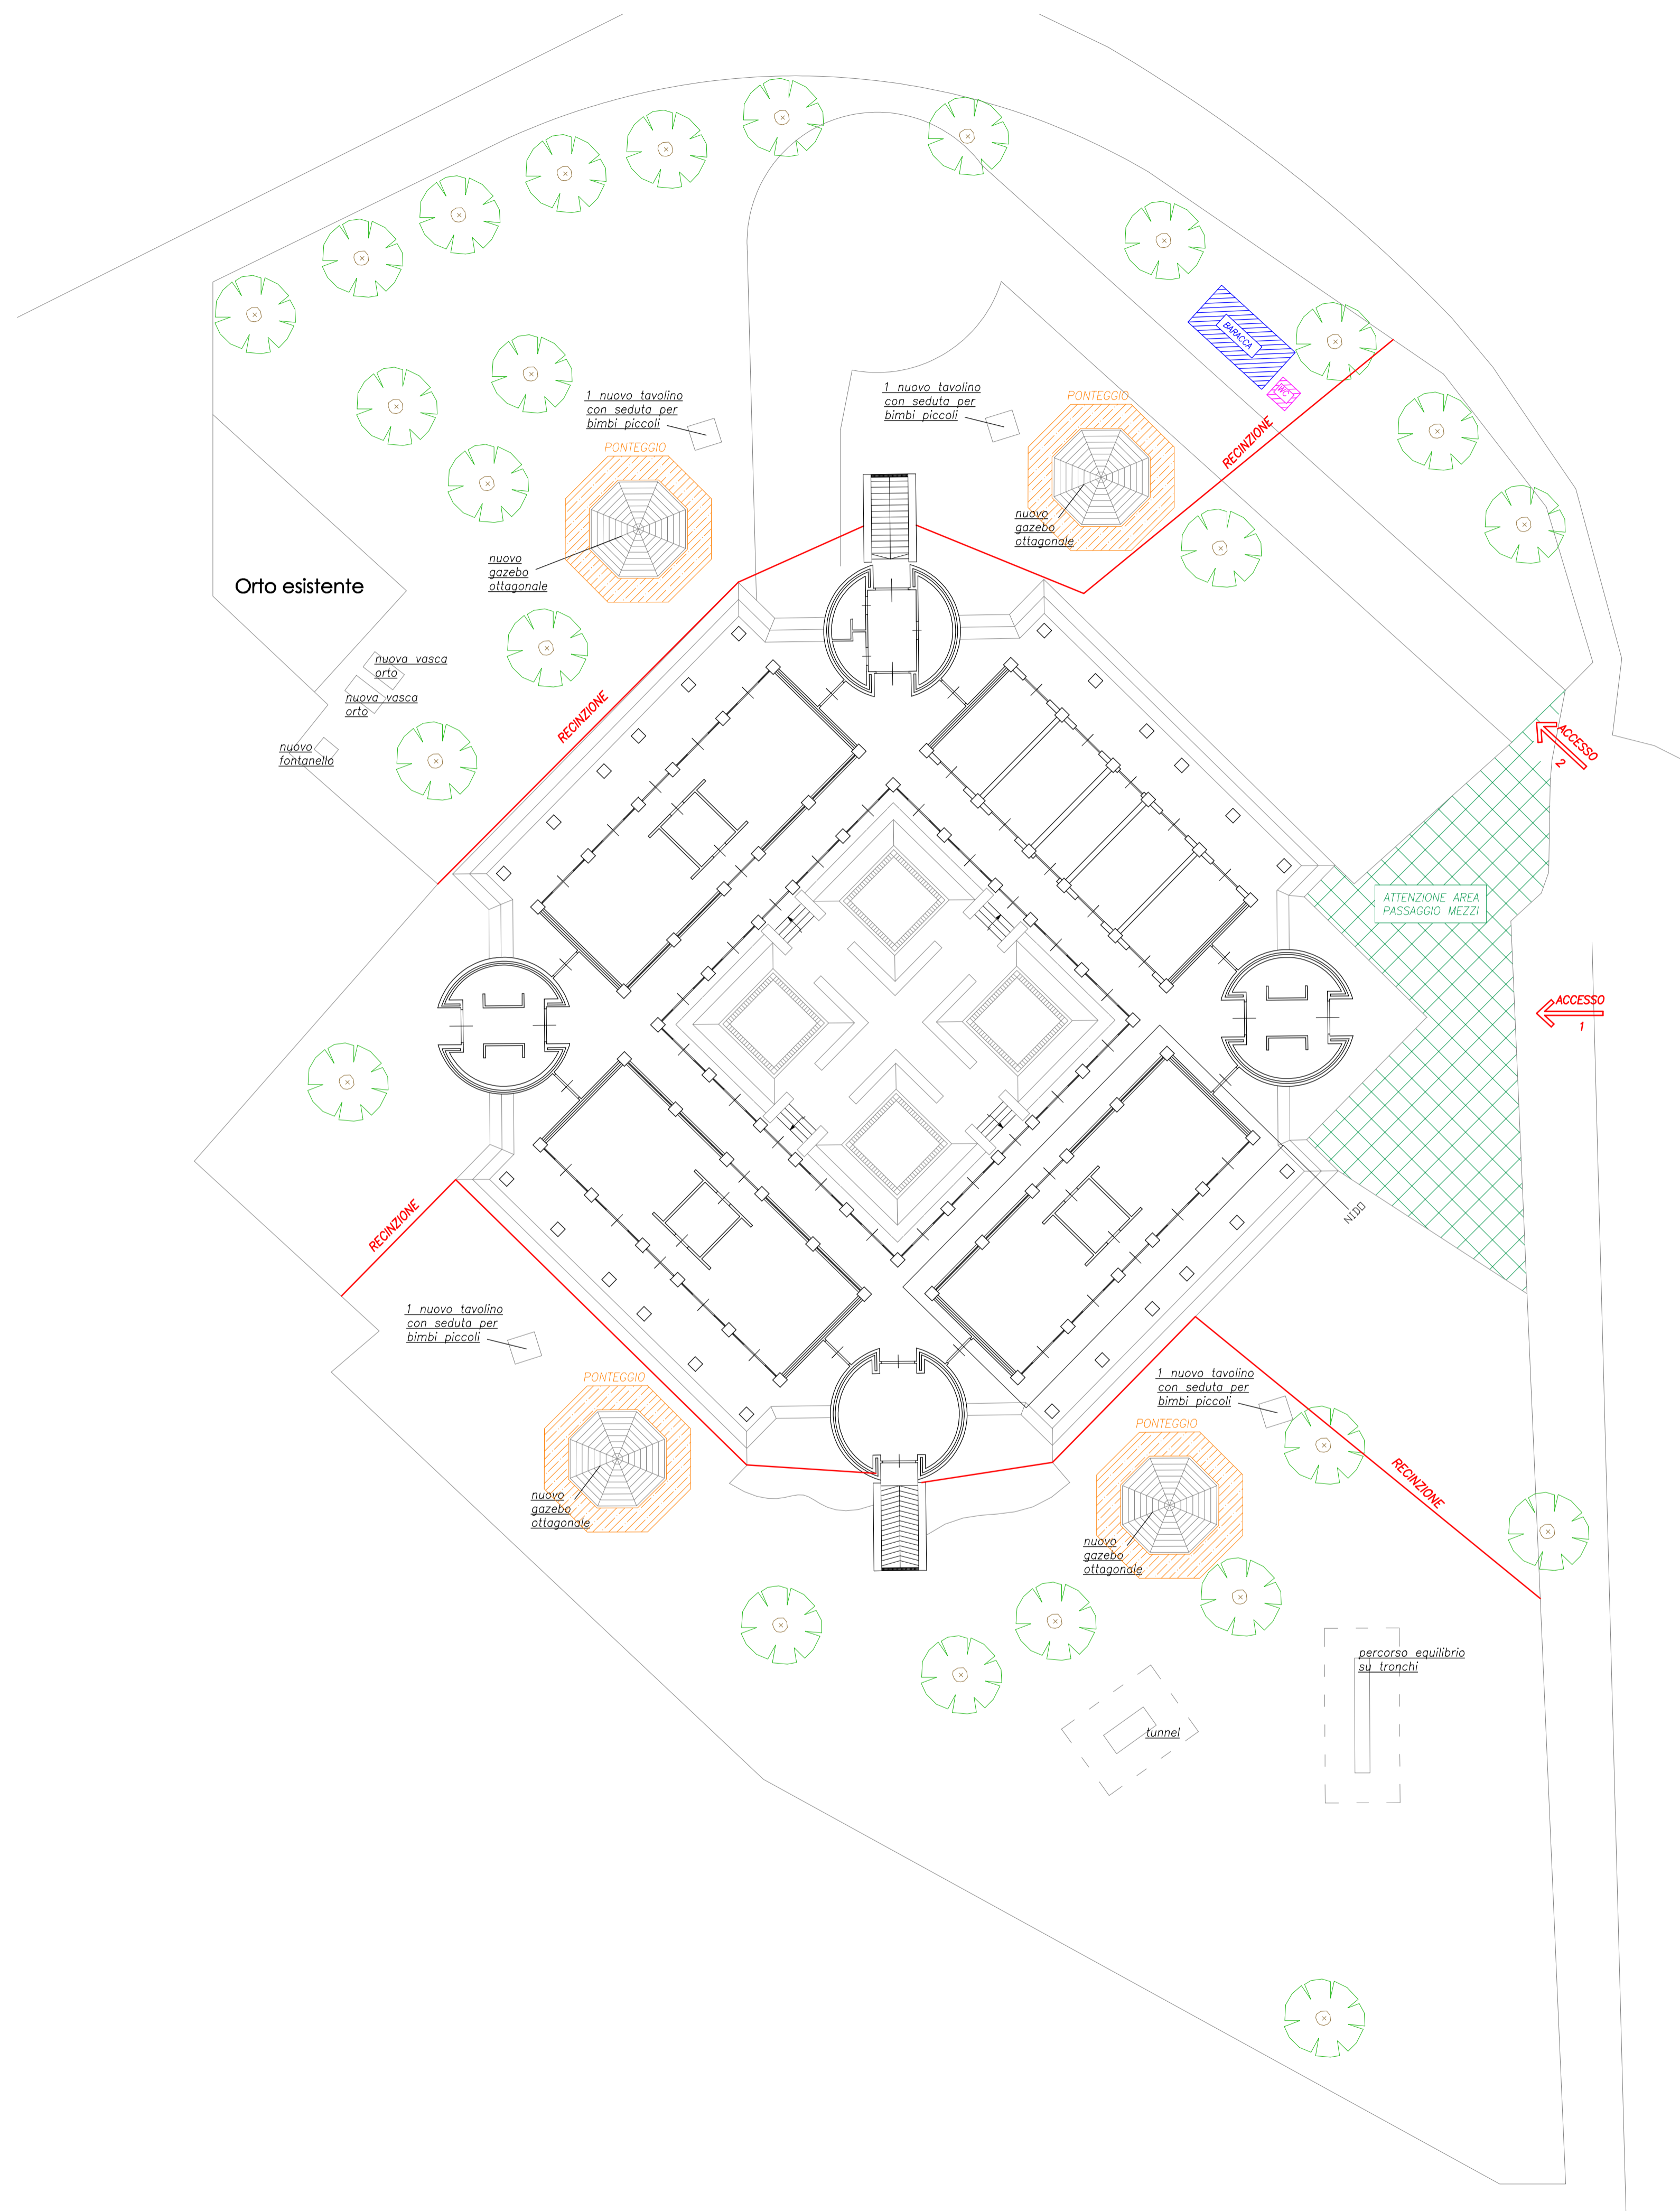 BARACCA
WC
1 nuovo tavolino
con seduta per
bimbi piccoli
1 nuovo tavolino
con seduta per
bimbi piccoli
PONTEGGIO
RECINZIONE
PONTEGGIO
nuovo
gazebo
ottagonale
nuovo
gazebo
ottagonale
Orto esistente
nuova vasca
orto
nuova vasca
orto
nuovo
fontanello
RECINZIONE
ACCESSO
2
ATTENZIONE AREA
PASSAGGIO MEZZI
ACCESSO
1
NIDO
RECINZIONE
1 nuovo tavolino
con seduta per
bimbi piccoli
PONTEGGIO
1 nuovo tavolino
con seduta per
bimbi piccoli
PONTEGGIO
RECINZIONE
nuovo
gazebo
ottagonale
nuovo
gazebo
ottagonale
percorso equilibrio
su tronchi
tunnel